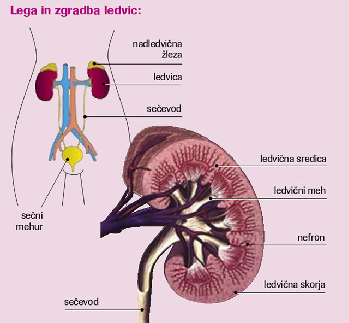 Lega in zgradba ledvic:
nadledvična
žleza
ledvica
sečevod
sečni
mehur
ledvična sredica
ledvični meh
nefron
ledvična skorja
sečevod